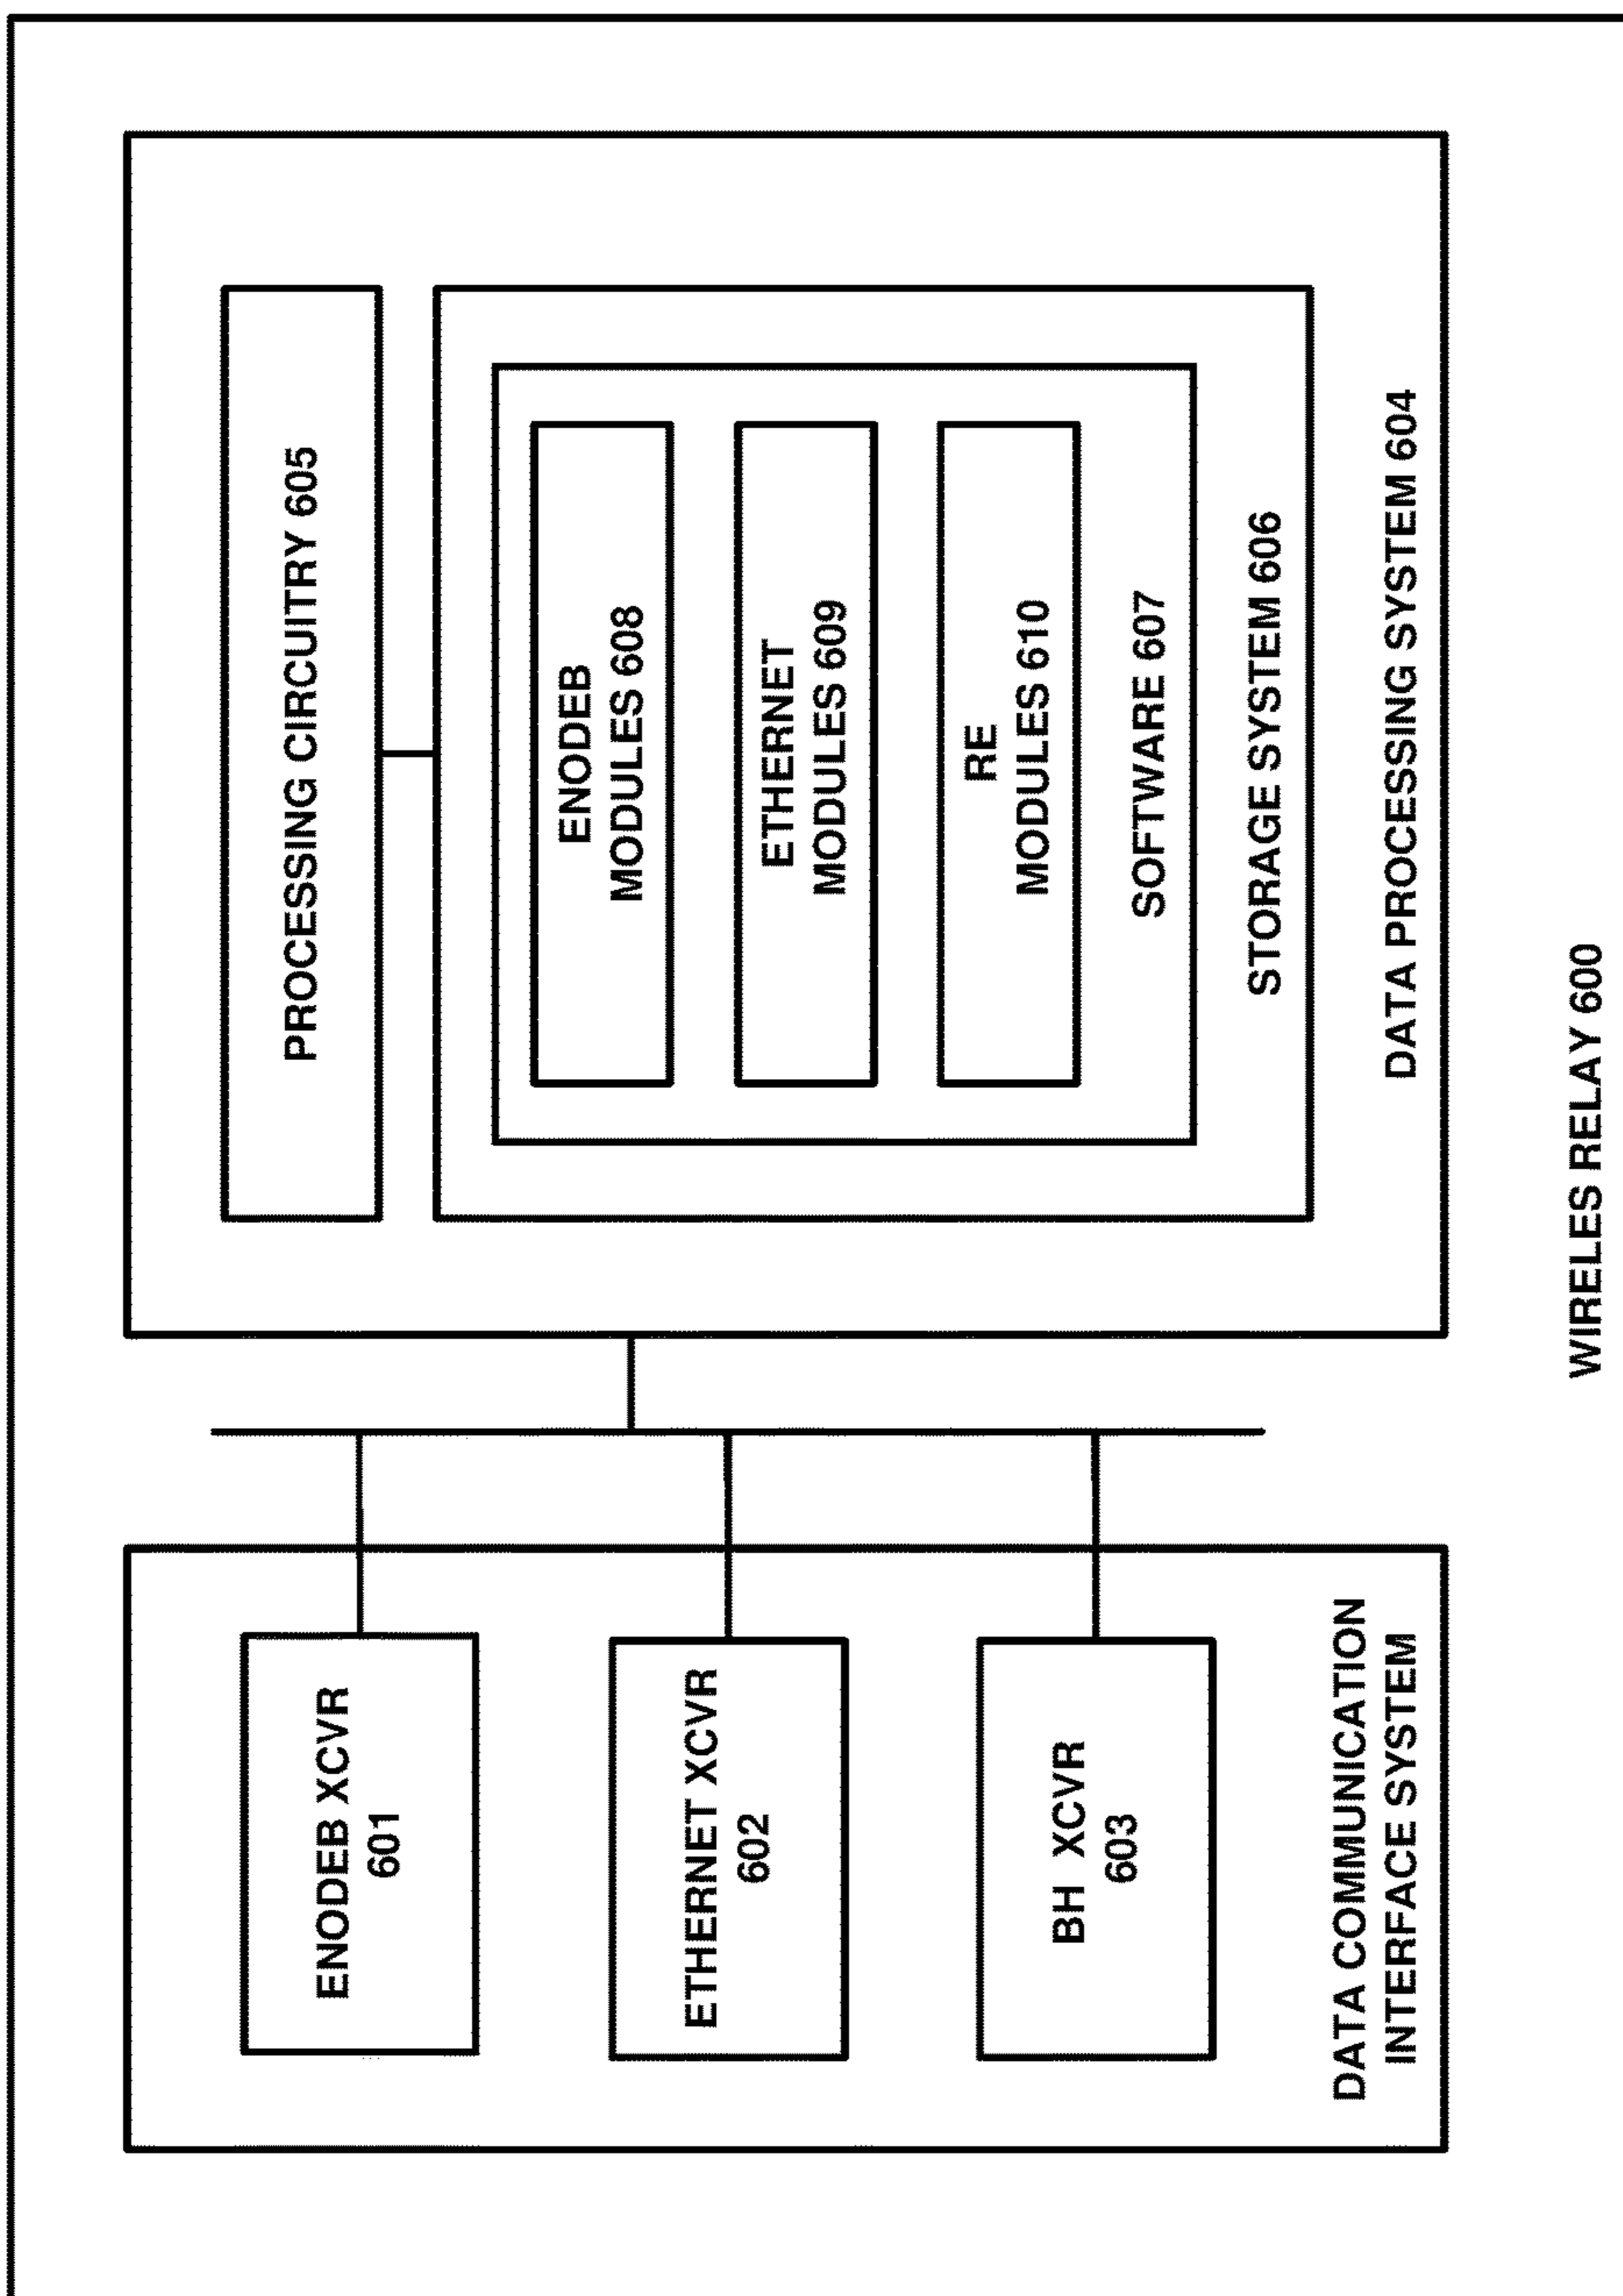 ENODEB XCVR
601
ETHERNET XCVR
602
BH XCVR
603
DATA COMMUNICATION
INTERFACE SYSTEM
PROCESSING CIRCUITRY 605
ENODEB
MODULES 608
ETHERNET
MODULES 609
RE
MODULES 610
SOFTWARE 607
STORAGE SYSTEM 606
DATA PROCESSING SYSTEM 604
WIRELES RELAY 600